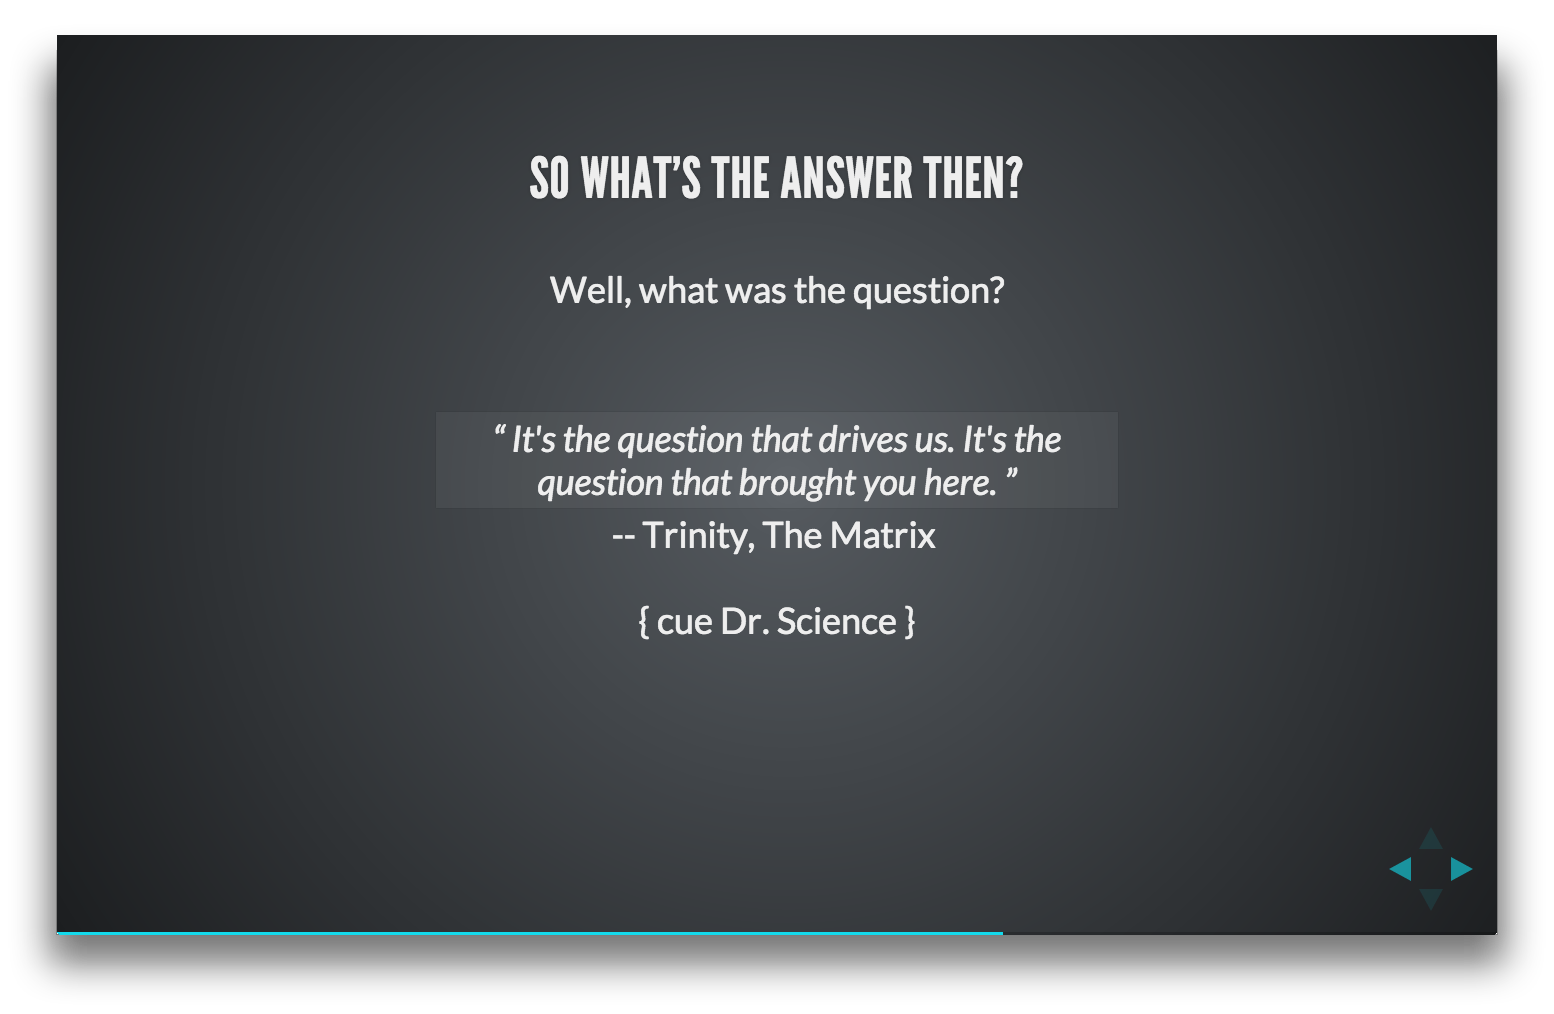 SO WHAT’S THE ANSWER THEN?
Well, what was the question?
“ It's the question that drives us. It's the
question that brought you here. ”
-- Trinity, The Matrix
{ cue Dr. Science }